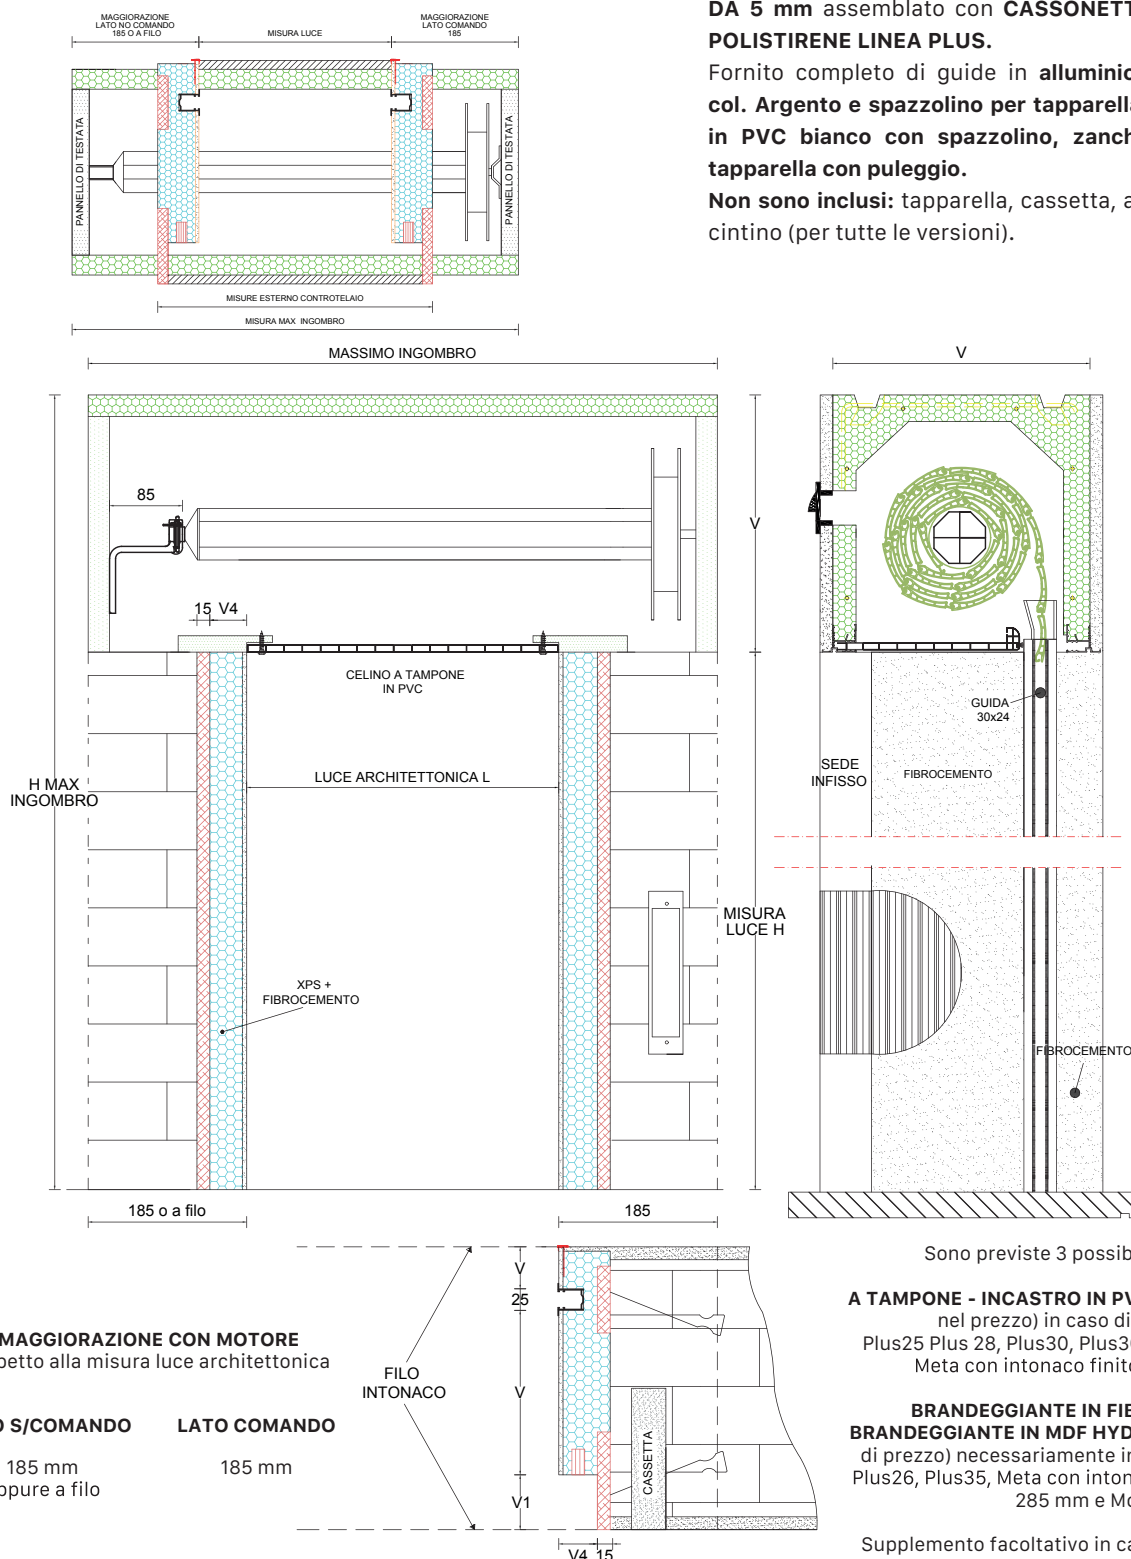 MAGGIORAZIONE
LATO NO COMANDO
185 O A FILO
MISURA LUCE
MAGGIORAZIONE
LATO COMANDO
185
PANNELLO DI TESTATA
PANNELLO DI TESTATA
MISURE ESTERNO CONTROTELAIO
MISURA MAX INGOMBRO
DA 5 mm assemblato con CASSONETT
POLISTIRENE LINEA PLUS.
Fornito completo di guide in alluminio
col. Argento e spazzolino per tapparella
in PVC bianco con spazzolino, zanch
tapparella con puleggio.
Non sono inclusi: tapparella, cassetta, a
cintino (per tutte le versioni).
MASSIMO INGOMBRO
V
85
V
15 V4
CELINO A TAMPONE
IN PVC
GUIDA
30x24
H MAX
INGOMBRO
LUCE ARCHITETTONICA L
SEDE
INFISSO
FIBROCEMENTO
MISURA
LUCE H
XPS +
FIBROCEMENTO
FIBROCEMENTO
185 o a filo
185
V
25
FILO
INTONACO
V
CASSETTA
V1
V4 15
MAGGIORAZIONE CON MOTORE
petto alla misura luce architettonica
O S/COMANDO
LATO COMANDO
185 mm
185 mm
ppure a filo
Sono previste 3 possib
A TAMPONE - INCASTRO IN PV
nel prezzo) in caso di
Plus25 Plus 28, Plus30, Plus3
Meta con intonaco finito
BRANDEGGIANTE IN FIB
BRANDEGGIANTE IN MDF HYD
di prezzo) necessariamente in
Plus26, Plus35, Meta con inton
285 mm e Mo
Supplemento facoltativo in ca